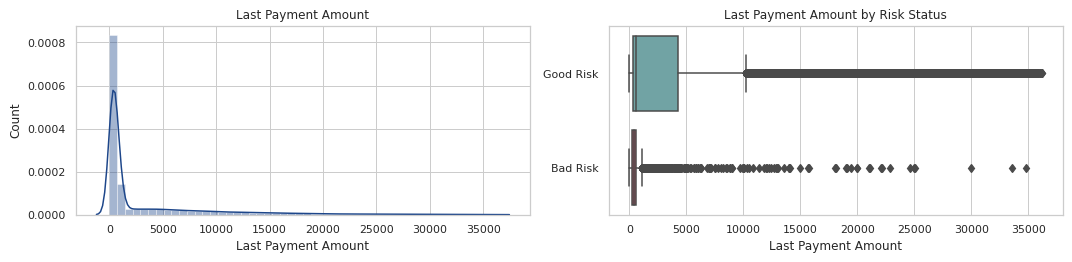 Last Payment Amount
Count
0.0008
0.0006
0.0004
0.0002
0.0000
0 5000 10000 15000 20000 25000 30000 35000
Last Payment Amount
Last Payment Amount by Risk Status
Good Risk
Bad Risk
0 5000 10000 15000 20000 25000 30000 35000
Last Payment Amount